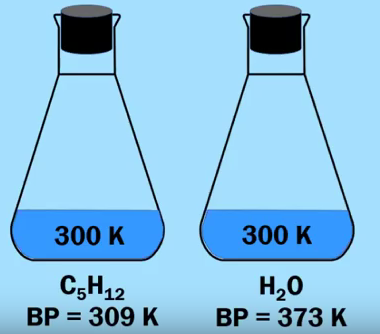 300 K
300 K
C₅H₁₂
BP = 309 K
H₂O
BP = 373 K